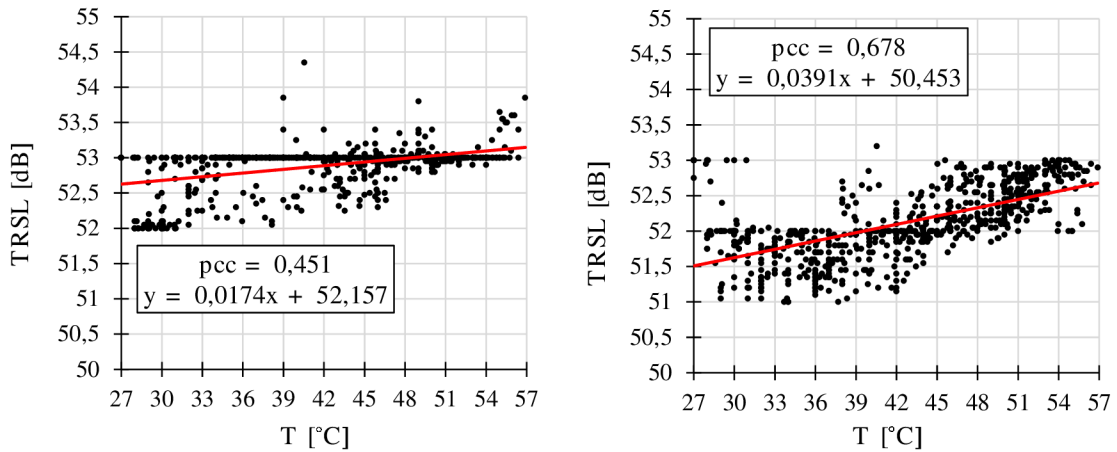 55
54,5
54
53,5
53
52,5
52
51,5
51
50,5
50
TRSL [dB]
pcc = 0,451
y = 0,0174x + 52,157
27 30 33 36 39 42 45 48 51 54 57
T [°C]
55
54,5
54
53,5
53
52,5
52
51,5
51
50,5
50
TRSL [dB]
pcc = 0,678
y = 0,0391x + 50,453
27 30 33 36 39 42 45 48 51 54 57
T [°C]